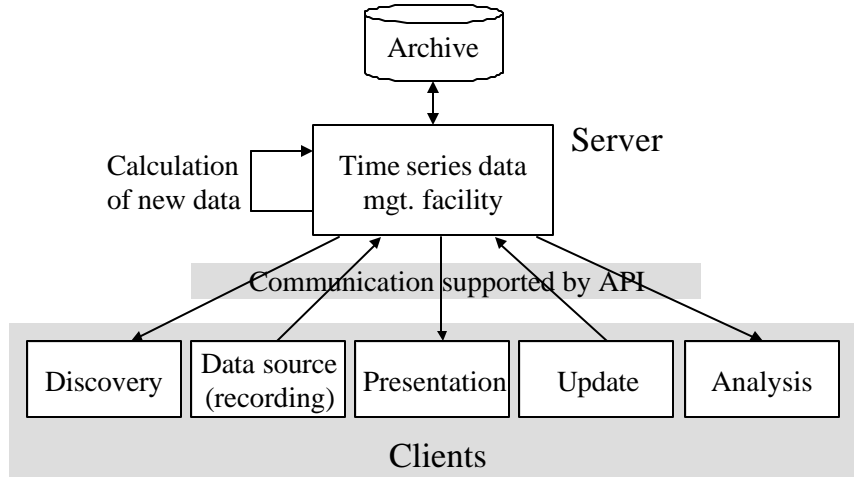 Archive
Server
Calculation
of new data
Time series data
mgt. facility
Communication supported by API
Discovery
Data source
(recording)
Presentation
Update
Analysis
Clients